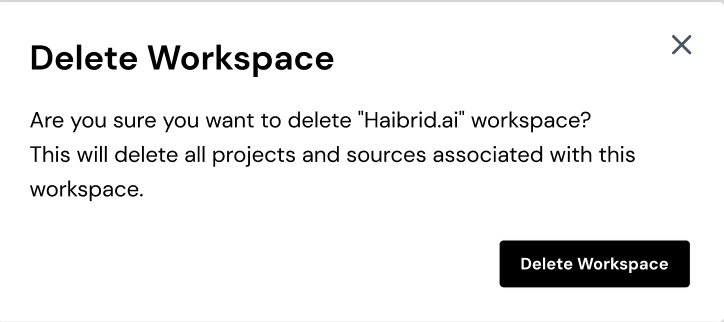 Delete Workspace
Are you sure you want to delete "Haibrid.ai" workspace?
This will delete all projects and sources associated with this
workspace.
Delete Workspace